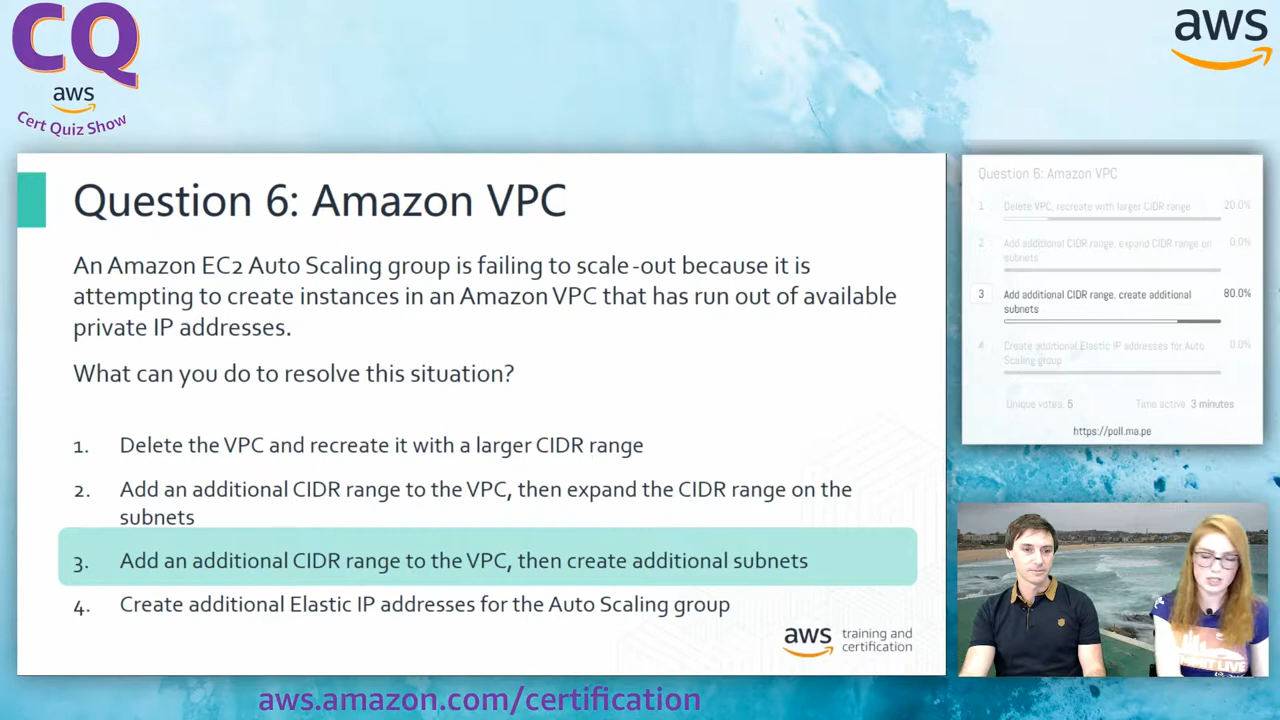 CQ
aws
Cert Quiz Show
aws
Question 6: Amazon VPC
An Amazon EC2 Auto Scaling group is failing to scale-out because it is
attempting to create instances in an Amazon VPC that has run out of available
private IP addresses.
What can you do to resolve this situation?
1. Delete the VPC and recreate it with a larger CIDR range
2. Add an additional CIDR range to the VPC, then expand the CIDR range on the
subnets
3. Add an additional CIDR range to the VPC, then create additional subnets
4. Create additional Elastic IP addresses for the Auto Scaling group
aws training and
certification
Question 6: Amazon VPC
1 Delete VPC, recreate with larger CIDR range 20.0%
2 Add additional CIDR range, expand CIDR range on 0.0%
subnets
3 Add additional CIDR range, create additional 80.0%
subnets
4 Create additional Elastic IP addresses for Auto 0.0%
Scaling group
Unique votes: 5 Time active 3 minutes
https://poll.ma.pe
aws.amazon.com/certification